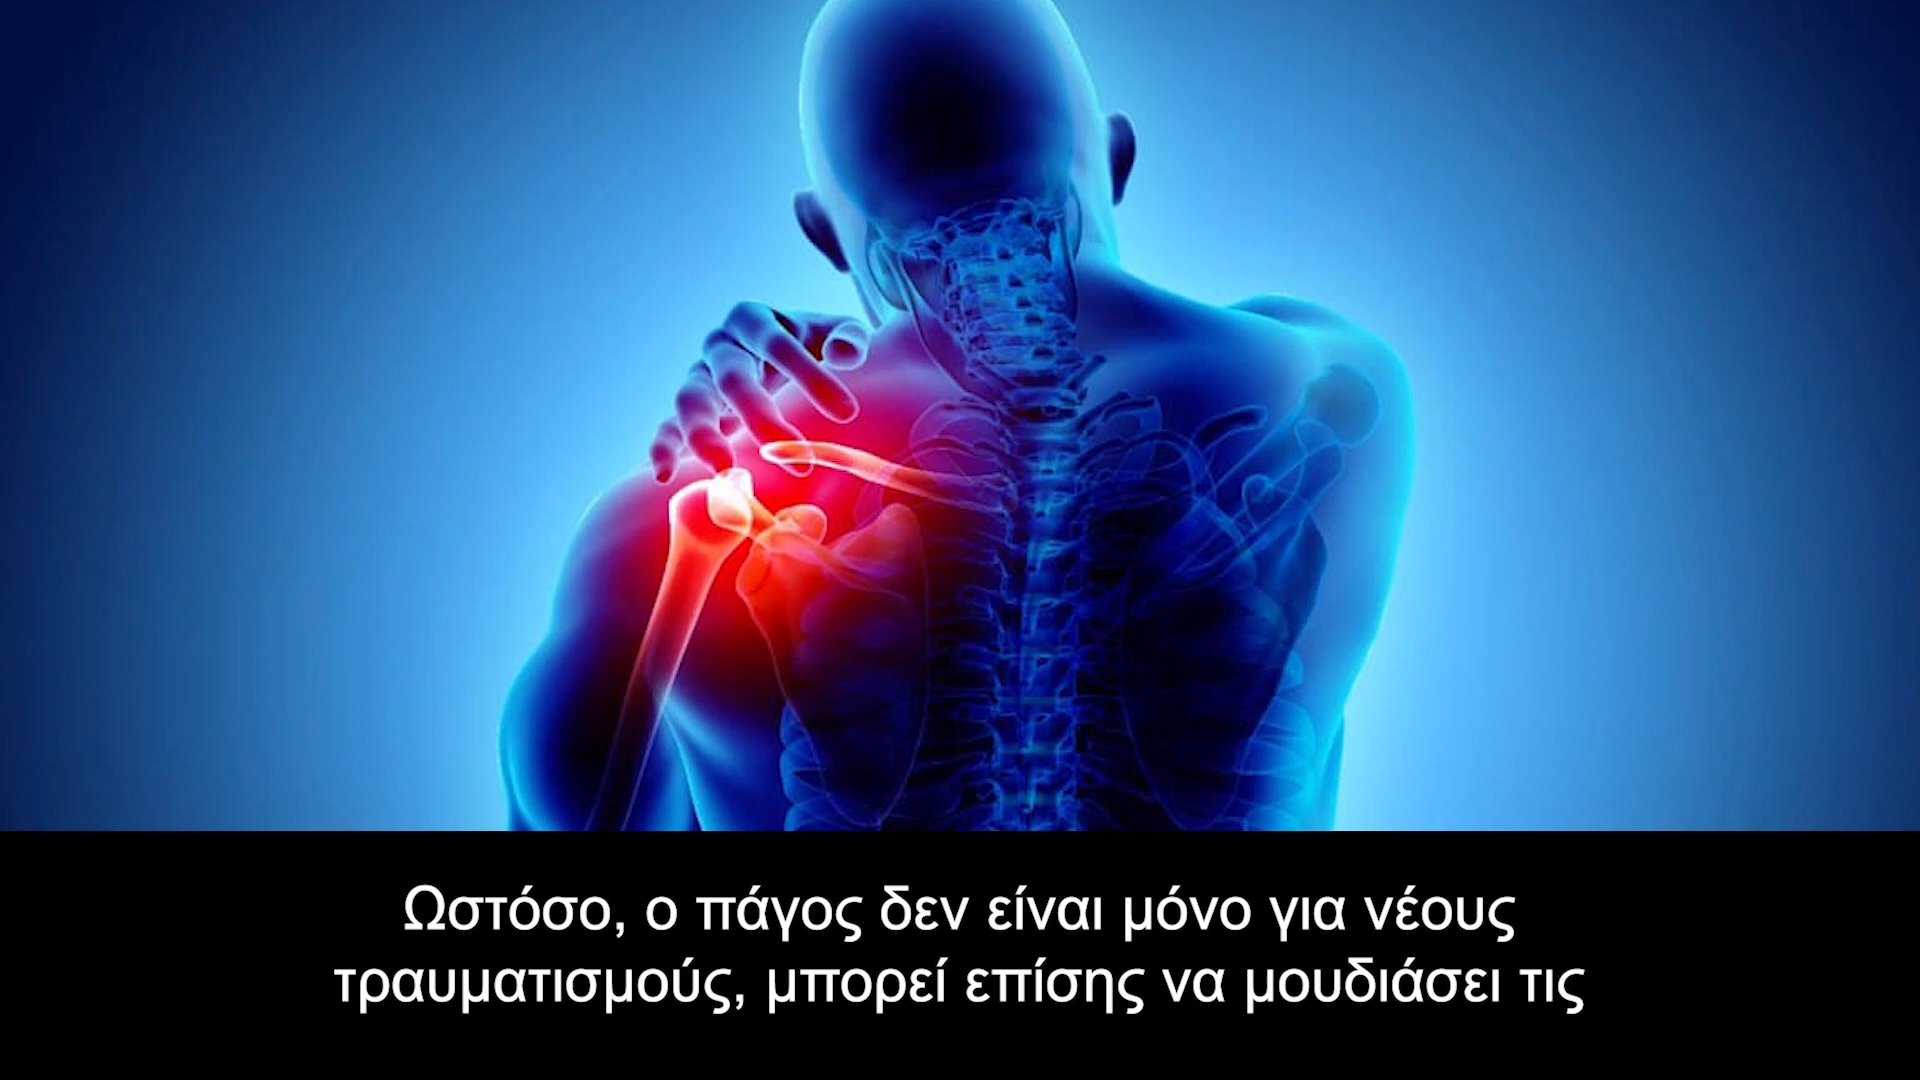 Ωστόσο, ο πάγος δεν είναι μόνο για νέους
τραυματισμούς, μπορεί επίσης να μουδιάσει τις